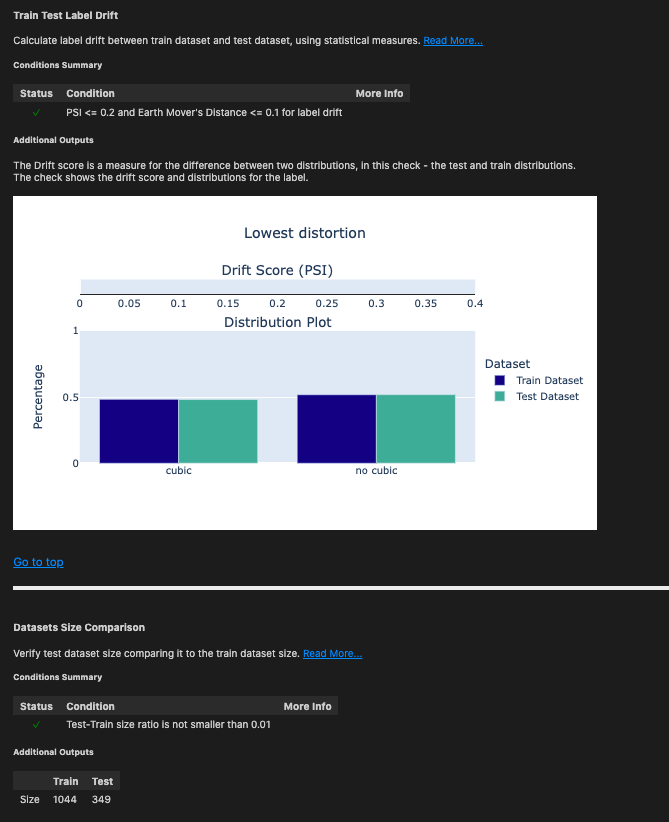 Train Test Label Drift
Calculate label drift between train dataset and test dataset, using statistical measures. Read More...
Conditions Summary
Status Condition More Info
✓ PSI <= 0.2 and Earth Mover's Distance <= 0.1 for label drift
Additional Outputs
The Drift score is a measure for the difference between two distributions, in this check - the test and train distributions.
The check shows the drift score and distributions for the label.
Lowest distortion
Drift Score (PSI)
0 0.05 0.1 0.15 0.2 0.25 0.3 0.35 0.4
Distribution Plot
Percentage
1
0.5
0
cubic no cubic
Dataset
Train Dataset
Test Dataset
Go to top
Datasets Size Comparison
Verify test dataset size comparing it to the train dataset size. Read More...
Conditions Summary
Status Condition More Info
✓ Test-Train size ratio is not smaller than 0.01
Additional Outputs
Train Test
Size 1044 349